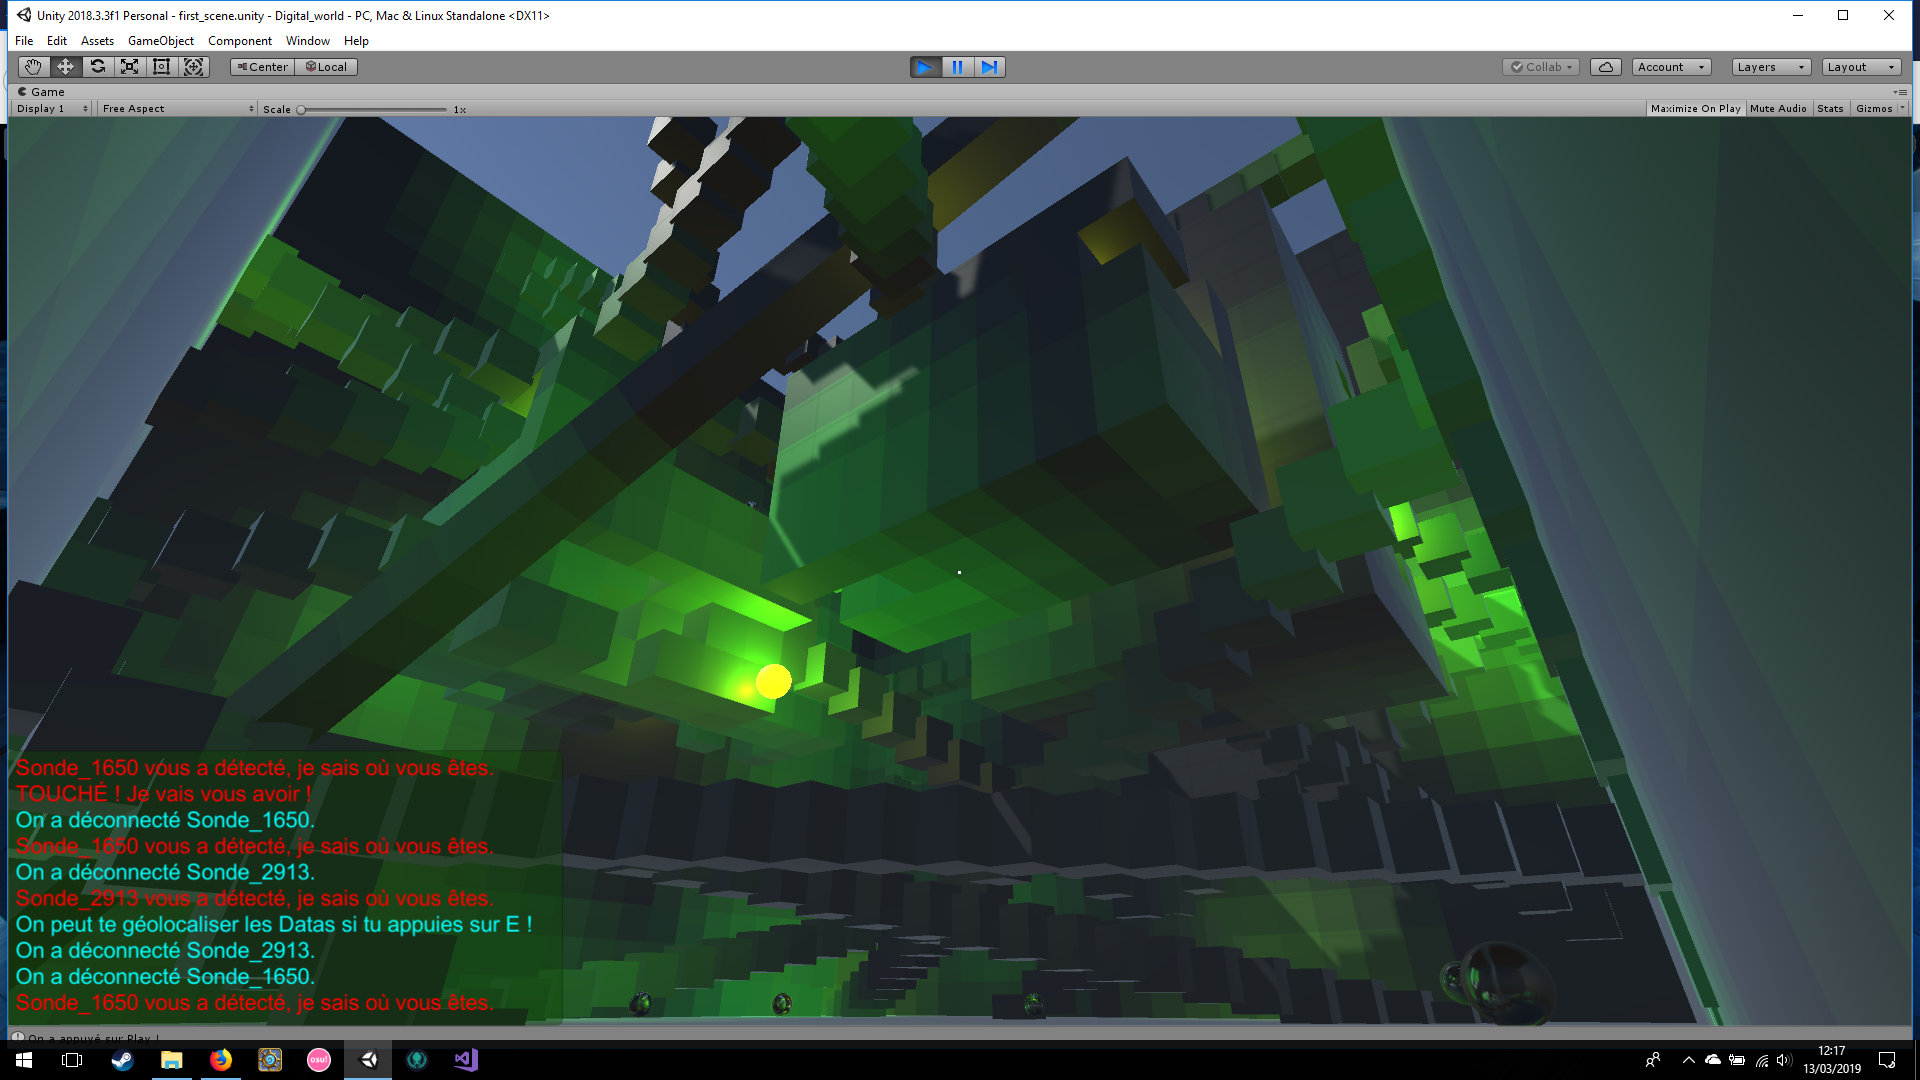 Unity 2018.3.3f1 Personal - first_scene.unity - Digital_world - PC, Mac & Linux Standalone <DX11>
File Edit Assets GameObject Component Window Help
Center Local Collab Account Layers Layout
Game
Display 1 Free Aspect Scale 1x Maximize On Play Mute Audio Stats Gizmos
Sonde_1650 vous a détecté, je sais où vous êtes.
TOUCHÉ ! Je vais vous avoir !
On a déconnecté Sonde_1650.
Sonde_1650 vous a détecté, je sais où vous êtes.
On a déconnecté Sonde_2913.
Sonde_2913 vous a détecté, je sais où vous êtes.
On peut te géolocaliser les Datas si tu appuies sur E !
On a déconnecté Sonde_2913.
On a déconnecté Sonde_1650.
Sonde_1650 vous a détecté, je sais où vous êtes.
On a appuyé sur Play !
osu!
12:17
13/03/2019